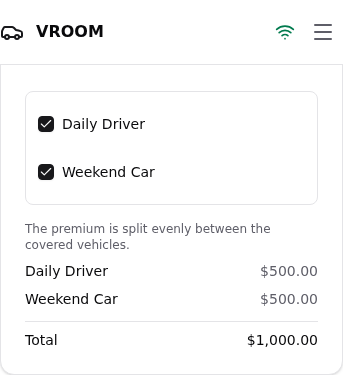 VROOM
Daily Driver
Weekend Car
The premium is split evenly between the
covered vehicles.
Daily Driver $500.00
Weekend Car $500.00
Total $1,000.00